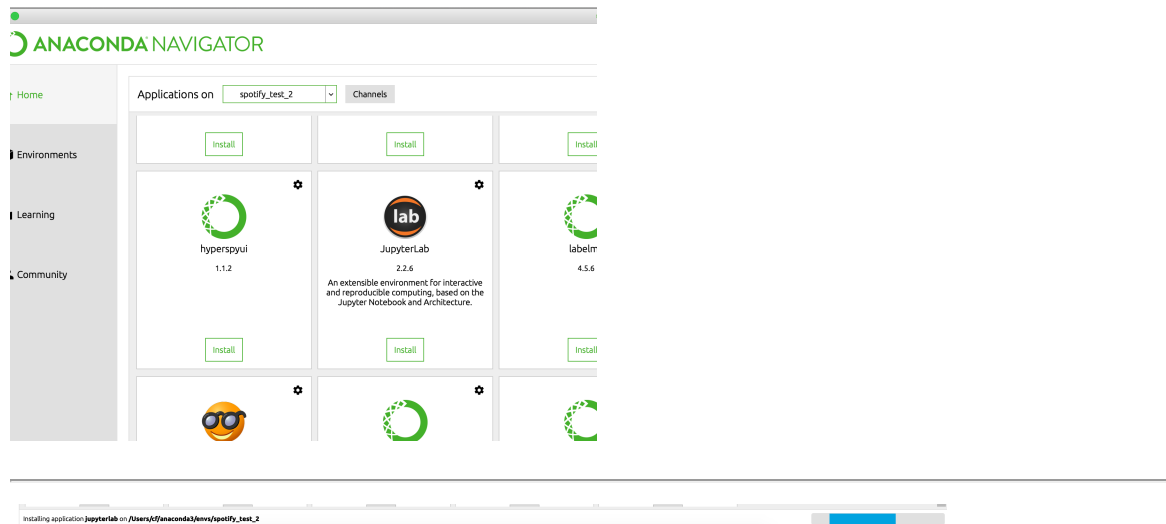 ANACONDA NAVIGATOR
Home
Applications on spotify_test_2 Channels
Install Install Install
Environments
Learning
Community
hyperspyui JupyterLab labelm
1.1.2 2.2.6 4.5.6
An extensible environment for interactive
and reproducible computing, based on the
Jupyter Notebook and Architecture.
Install Install Install
lab
Installing application jupyterlab on /Users/cf/anaconda3/envs/spotify_test_2